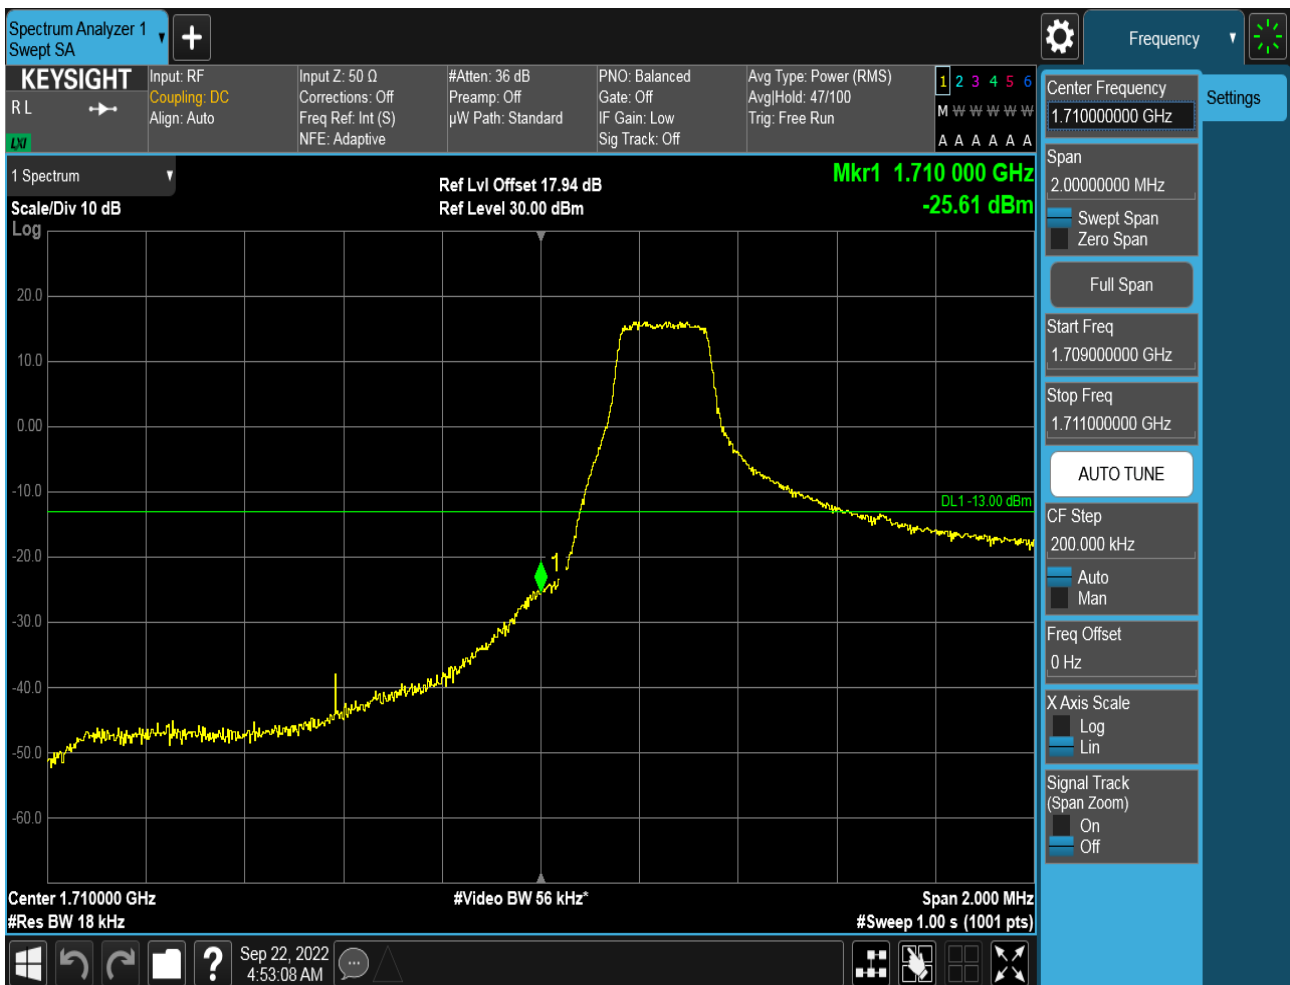 Spectrum Analyzer 1
Swept SA
Frequency
KEYSIGHT
R L
LXI
Input: RF
Coupling: DC
Align: Auto
Input Z: 50 Ω
Corrections: Off
Freq Ref: Int (S)
NFE: Adaptive
#Atten: 36 dB
Preamp: Off
µW Path: Standard
PNO: Balanced
Gate: Off
IF Gain: Low
Sig Track: Off
Avg Type: Power (RMS)
Avg|Hold: 47/100
Trig: Free Run
1 2 3 4 5 6
M W W W W W
A A A A A A
1 Spectrum
Scale/Div 10 dB
Log
Ref Lvl Offset 17.94 dB
Ref Level 30.00 dBm
Mkr1 1.710 000 GHz
-25.61 dBm
20.0
10.0
0.00
-10.0
-20.0
-30.0
-40.0
-50.0
-60.0
DL1 -13.00 dBm
1
Center 1.710000 GHz
#Res BW 18 kHz
#Video BW 56 kHz*
Span 2.000 MHz
#Sweep 1.00 s (1001 pts)
Center Frequency
1.710000000 GHz
Settings
Span
2.00000000 MHz
Swept Span
Zero Span
Full Span
Start Freq
1.709000000 GHz
Stop Freq
1.711000000 GHz
AUTO TUNE
CF Step
200.000 kHz
Auto
Man
Freq Offset
0 Hz
X Axis Scale
Log
Lin
Signal Track
(Span Zoom)
On
Off
?
Sep 22, 2022
4:53:08 AM